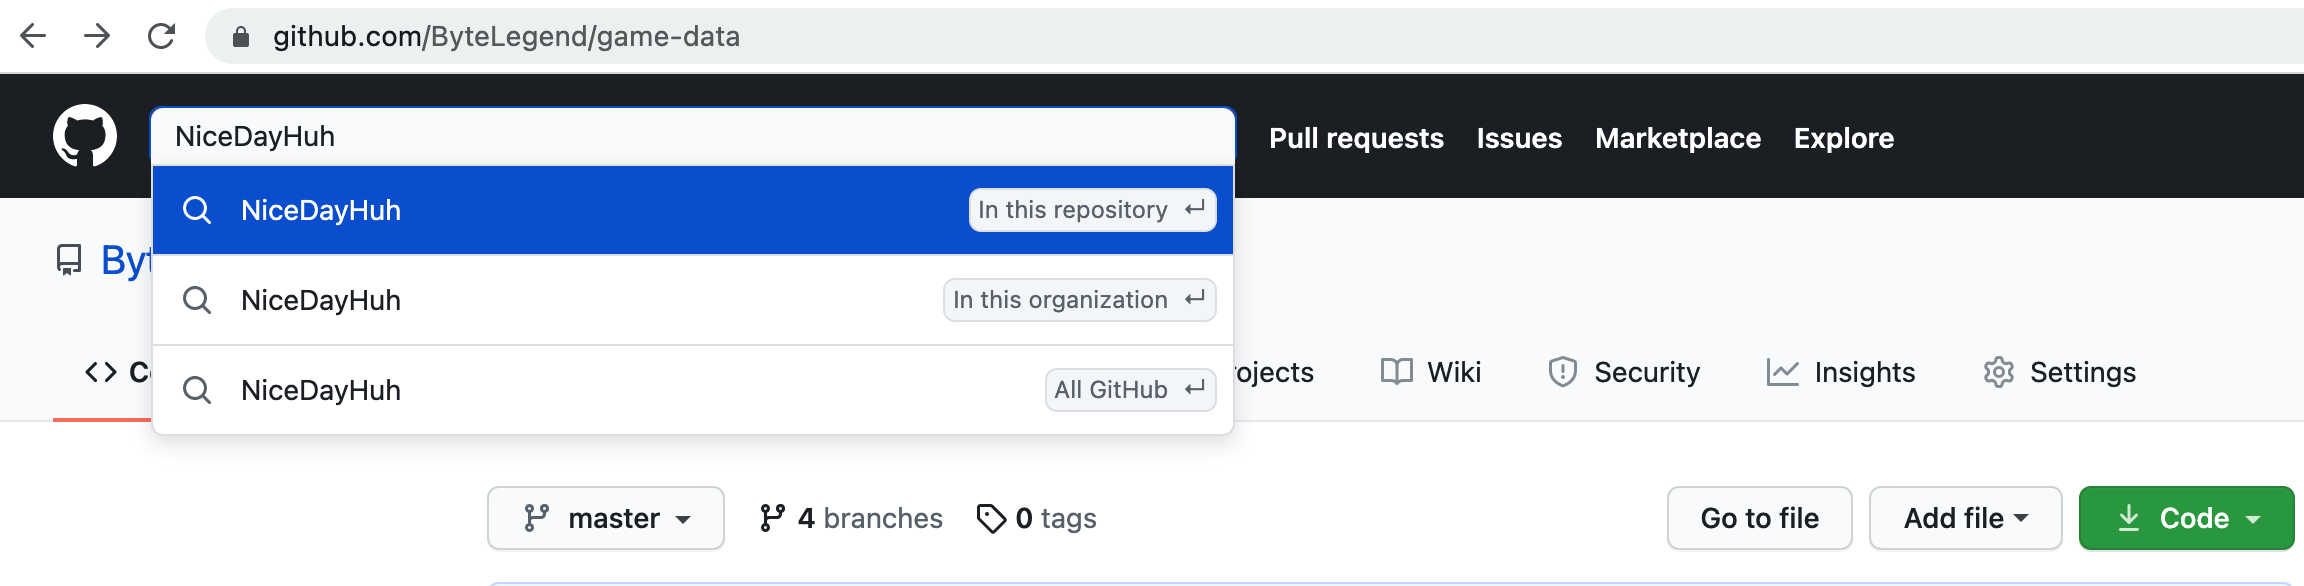 github.com/ByteLegend/game-data
NiceDayHuh
Pull requests Issues Marketplace Explore
NiceDayHuh In this repository
Byt
NiceDayHuh In this organization
NiceDayHuh All GitHub
Wiki Security Insights Settings
master 4 branches 0 tags Go to file Add file Code